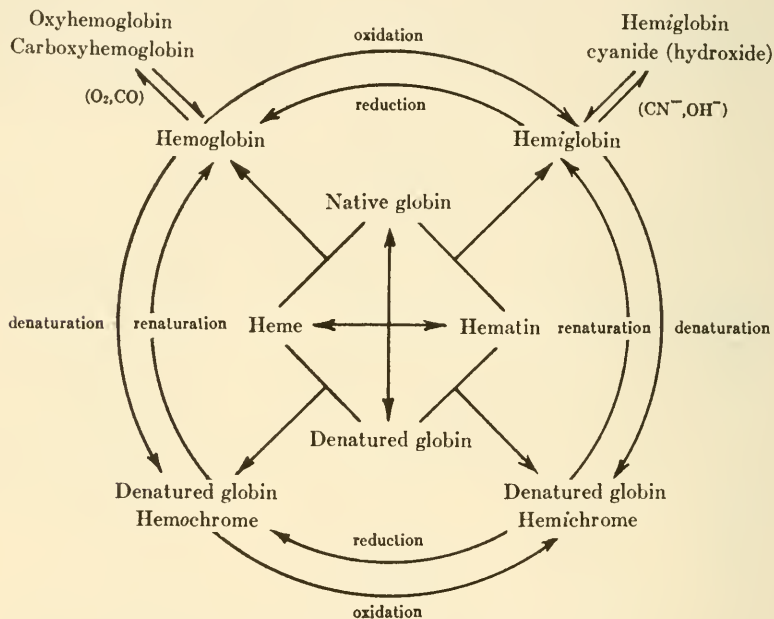 Oxyhemoglobin
Carboxyhemoglobin
(O₂,CO)
oxidation
reduction
Hemiglobin
cyanide (hydroxide)
(CN⁻,OH⁻)
Hemoglobin
Hemiglobin
Native globin
denaturation
renaturation
Heme
Hematin
renaturation
denaturation
Denatured globin
Denatured globin
Hemochrome
Denatured globin
Hemichrome
reduction
oxidation